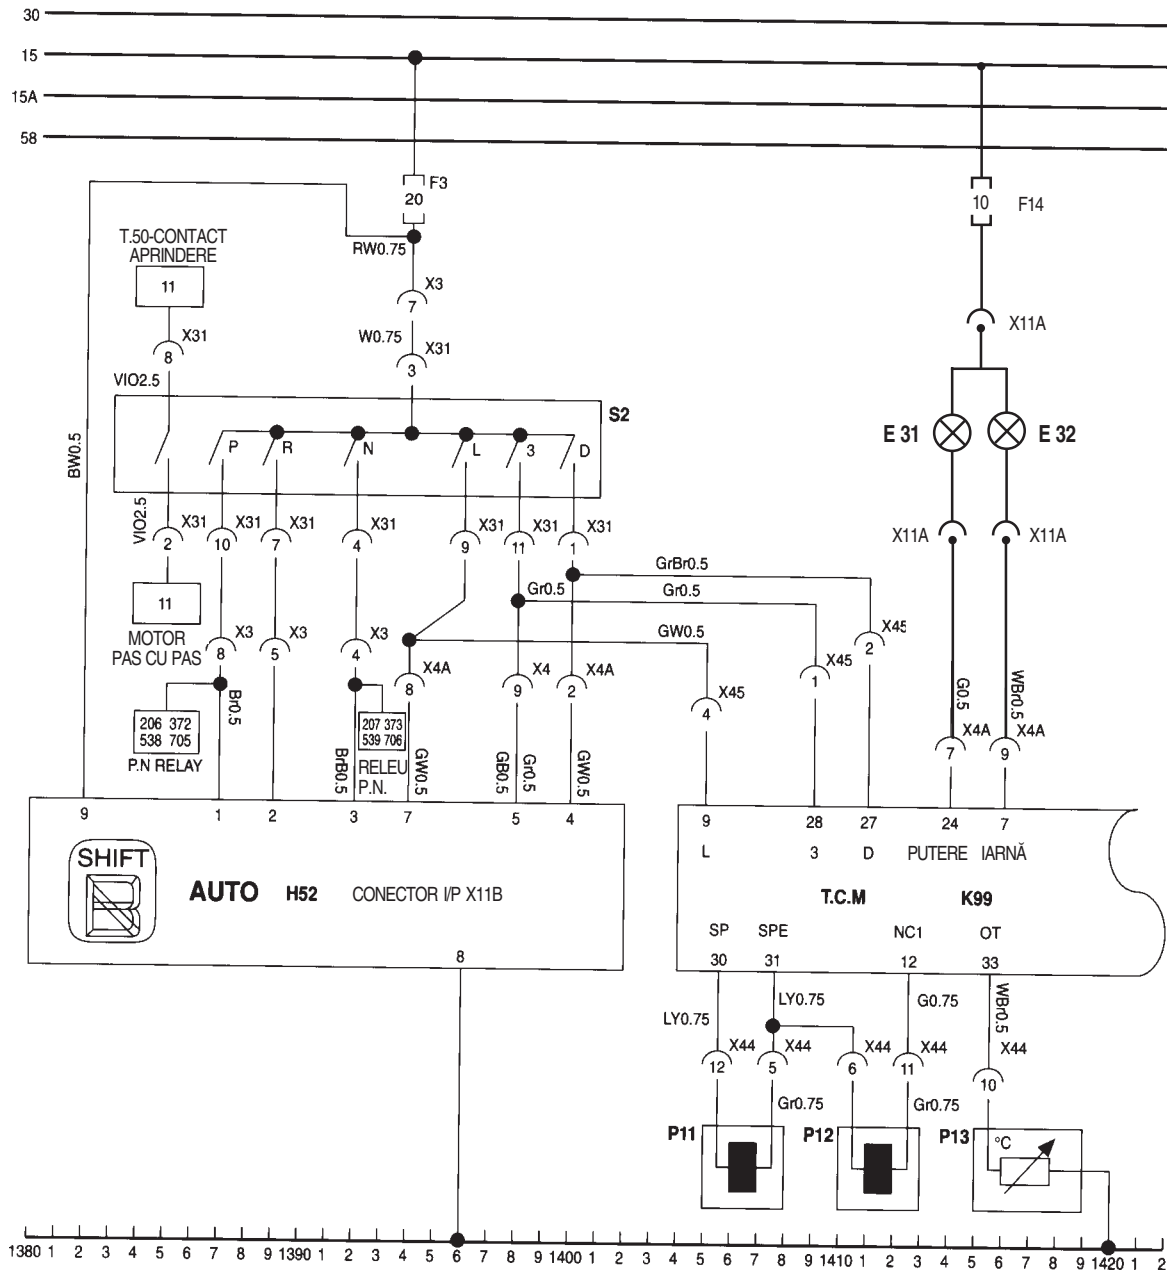 30
15
15A
58
F3
20
10 F14
RW0.75
T.50-CONTACT
APRINDERE
11
X3
7
X31
8
W0.75
X31
3
X11A
VIO2.5
S2
E 31
E 32
BW0.5
P R N L 3 D
VIO2.5
X31 X31 X31 X31 X31 X31 X31
2 10 7 4 9 11 1
X11A X11A
GrBr0.5
Gr0.5 Gr0.5
11
MOTOR
PAS CU PAS
X3 X3 X3
8 5 4
GW0.5
X45
2
X45
1
X4A X4 X4A
8 9 2
X45
4
Br0.5
G0.5
WBr0.5
206 372
538 705
P.N RELAY
207 373
539 706
RELEU
P.N.
X4A X4A
7 9
BrB0.5
GW0.5
GB0.5
Gr0.5
GW0.5
9 1 2 3 7 5 4
SHIFT
AUTO H52 CONECTOR I/P X11B
8
9 28 27 24 7
L 3 D PUTERE IARNĂ
T.C.M K99
SP SPE NC1 OT
30 31 12 33
LY0.75
LY0.75
G0.75
WBr0.5
X44 X44 X44 X44 X44
12 5 6 11 10
Gr0.75 Gr0.75
P11 P12 P13
°C
1380 1 2 3 4 5 6 7 8 9 1390 1 2 3 4 5 6 7 8 9 1400 1 2 3 4 5 6 7 8 9 1410 1 2 3 4 5 6 7 8 9 1420 1 2